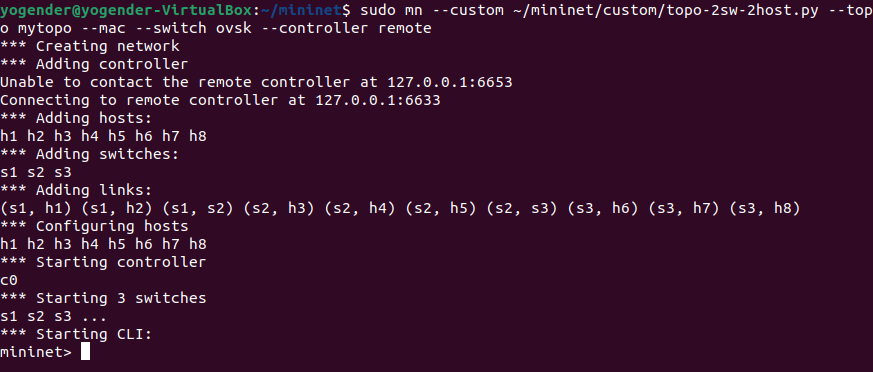 yogender@yogender-VirtualBox:~/mininet$ sudo mn --custom ~/mininet/custom/topo-2sw-2host.py --top
o mytopo --mac --switch ovsk --controller remote
*** Creating network
*** Adding controller
Unable to contact the remote controller at 127.0.0.1:6653
Connecting to remote controller at 127.0.0.1:6633
*** Adding hosts:
h1 h2 h3 h4 h5 h6 h7 h8
*** Adding switches:
s1 s2 s3
*** Adding links:
(s1, h1) (s1, h2) (s1, s2) (s2, h3) (s2, h4) (s2, h5) (s2, s3) (s3, h6) (s3, h7) (s3, h8)
*** Configuring hosts
h1 h2 h3 h4 h5 h6 h7 h8
*** Starting controller
c0
*** Starting 3 switches
s1 s2 s3 ...
*** Starting CLI:
mininet>